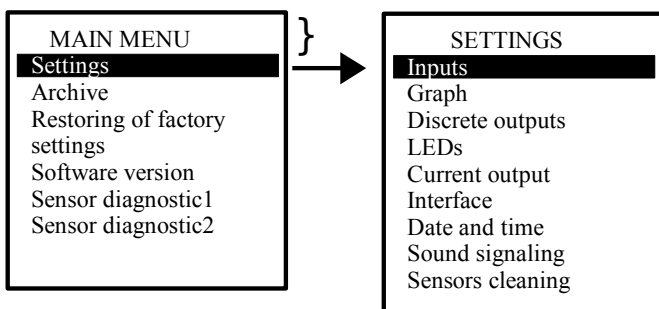 MAIN MENU
Settings
Archive
Restoring of factory
settings
Software version
Sensor diagnostic1
Sensor diagnostic2
}
SETTINGS
Inputs
Graph
Discrete outputs
LEDs
Current output
Interface
Date and time
Sound signaling
Sensors cleaning